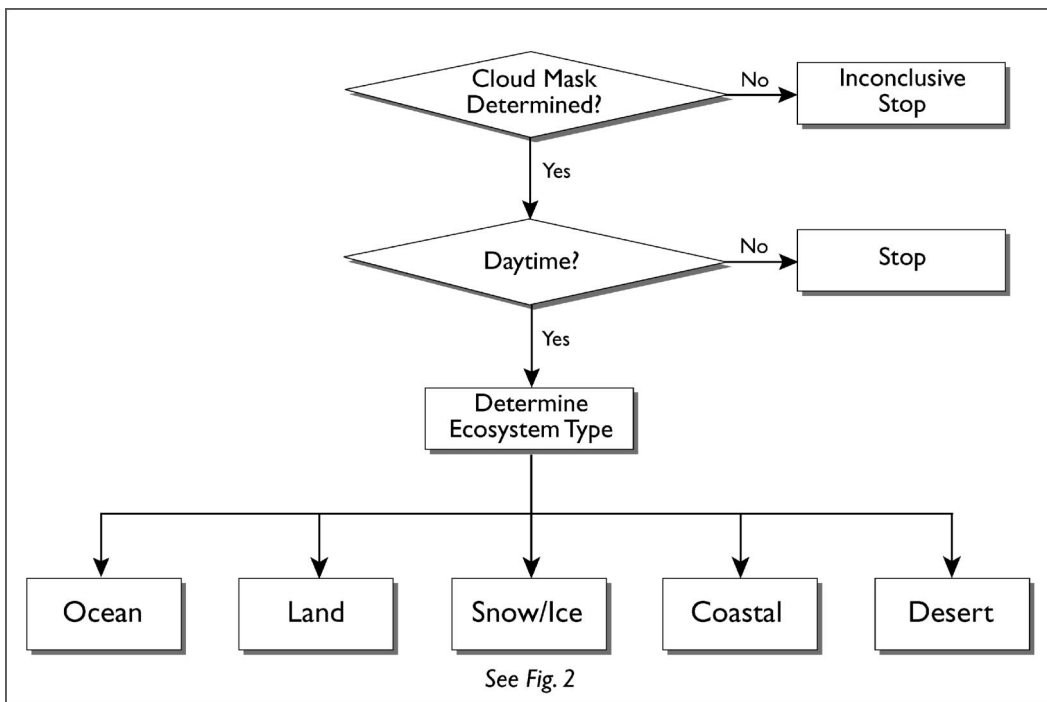 Cloud Mask
Determined?
No
Inconclusive
Stop
Yes
Daytime?
No
Stop
Yes
Determine
Ecosystem Type
Ocean
Land
Snow/Ice
Coastal
Desert
See Fig. 2